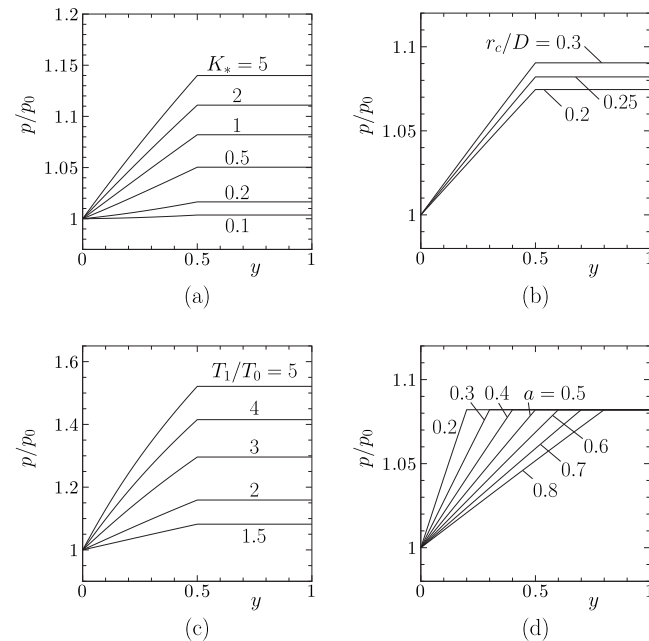 1.2
1.15
1.1
1.05
1
p/p₀
K* = 5
2
1
0.5
0.2
0.1
0 0.5 1
y
(a)
1.1
1.05
1
p/p₀
r_c/D = 0.3
0.25
0.2
0 0.5 1
y
(b)
1.6
1.4
1.2
1
p/p₀
T₁/T₀ = 5
4
3
2
1.5
0 0.5 1
y
(c)
1.1
1.05
1
p/p₀
0.3 0.4 a = 0.5
0.2
0.6
0.7
0.8
0 0.5 1
y
(d)